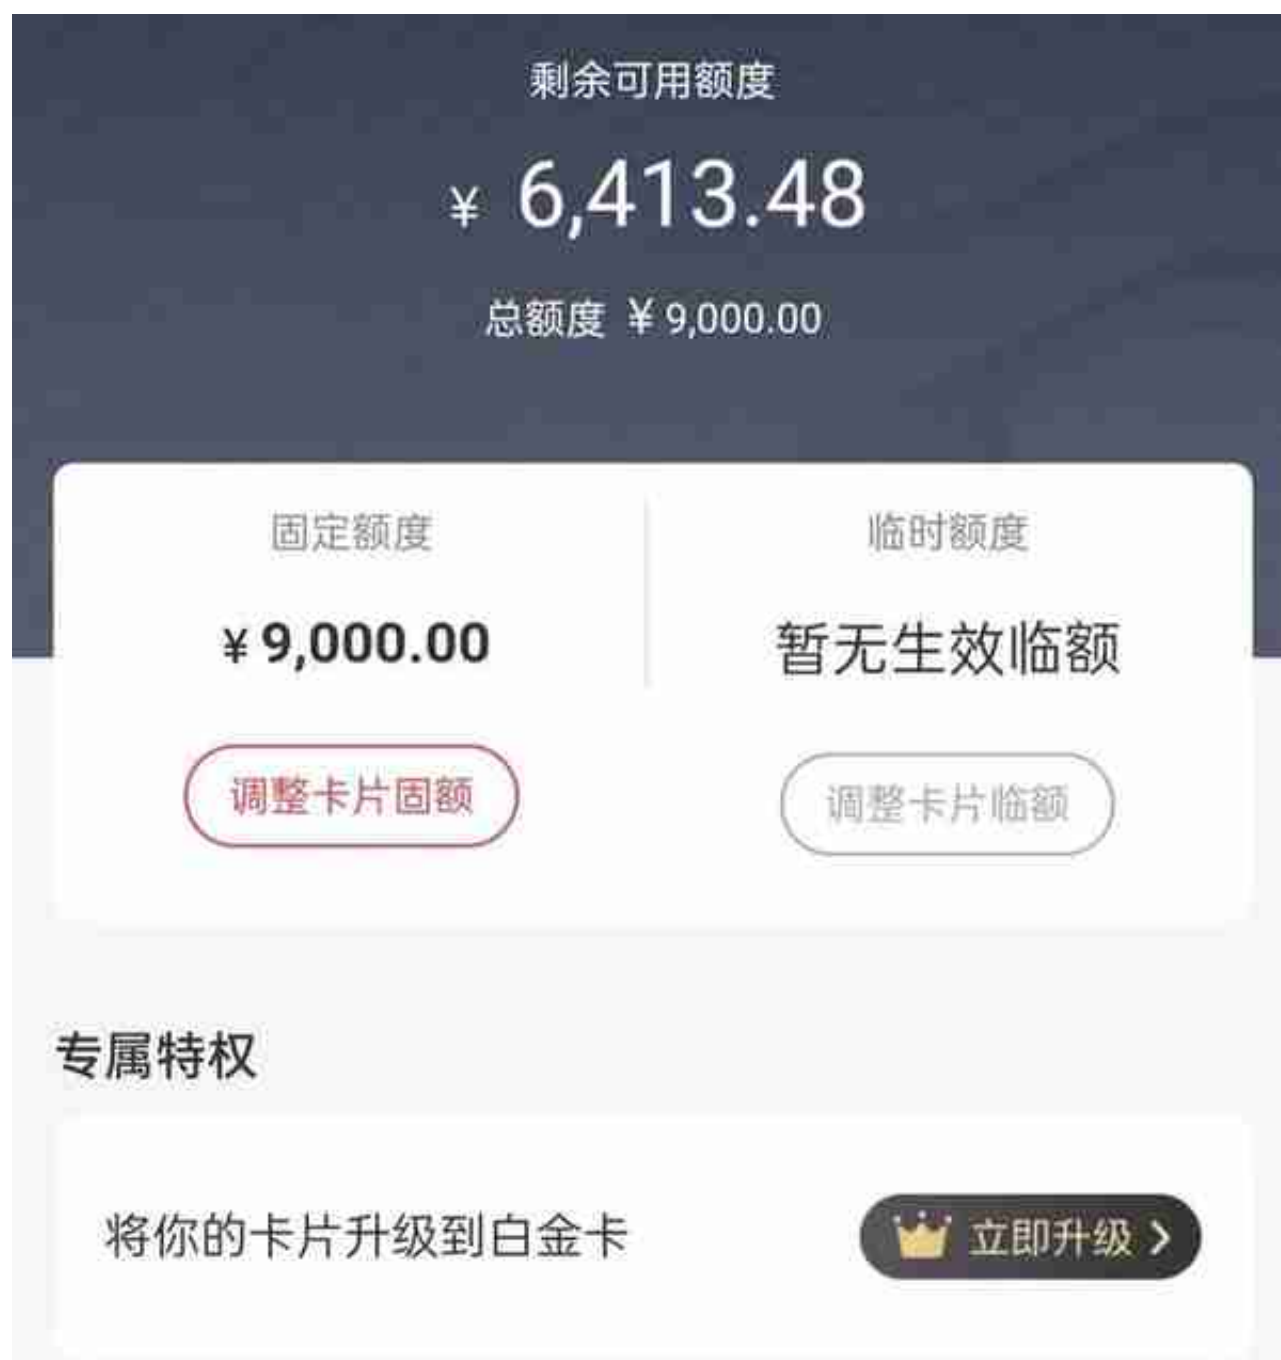 剩余可用额度
¥ 6,413.48
总额度 ¥ 9,000.00
固定额度
临时额度
¥ 9,000.00
暂无生效临额
调整卡片固额
调整卡片临额
专属特权
将你的卡片升级到白金卡
立即升级 >